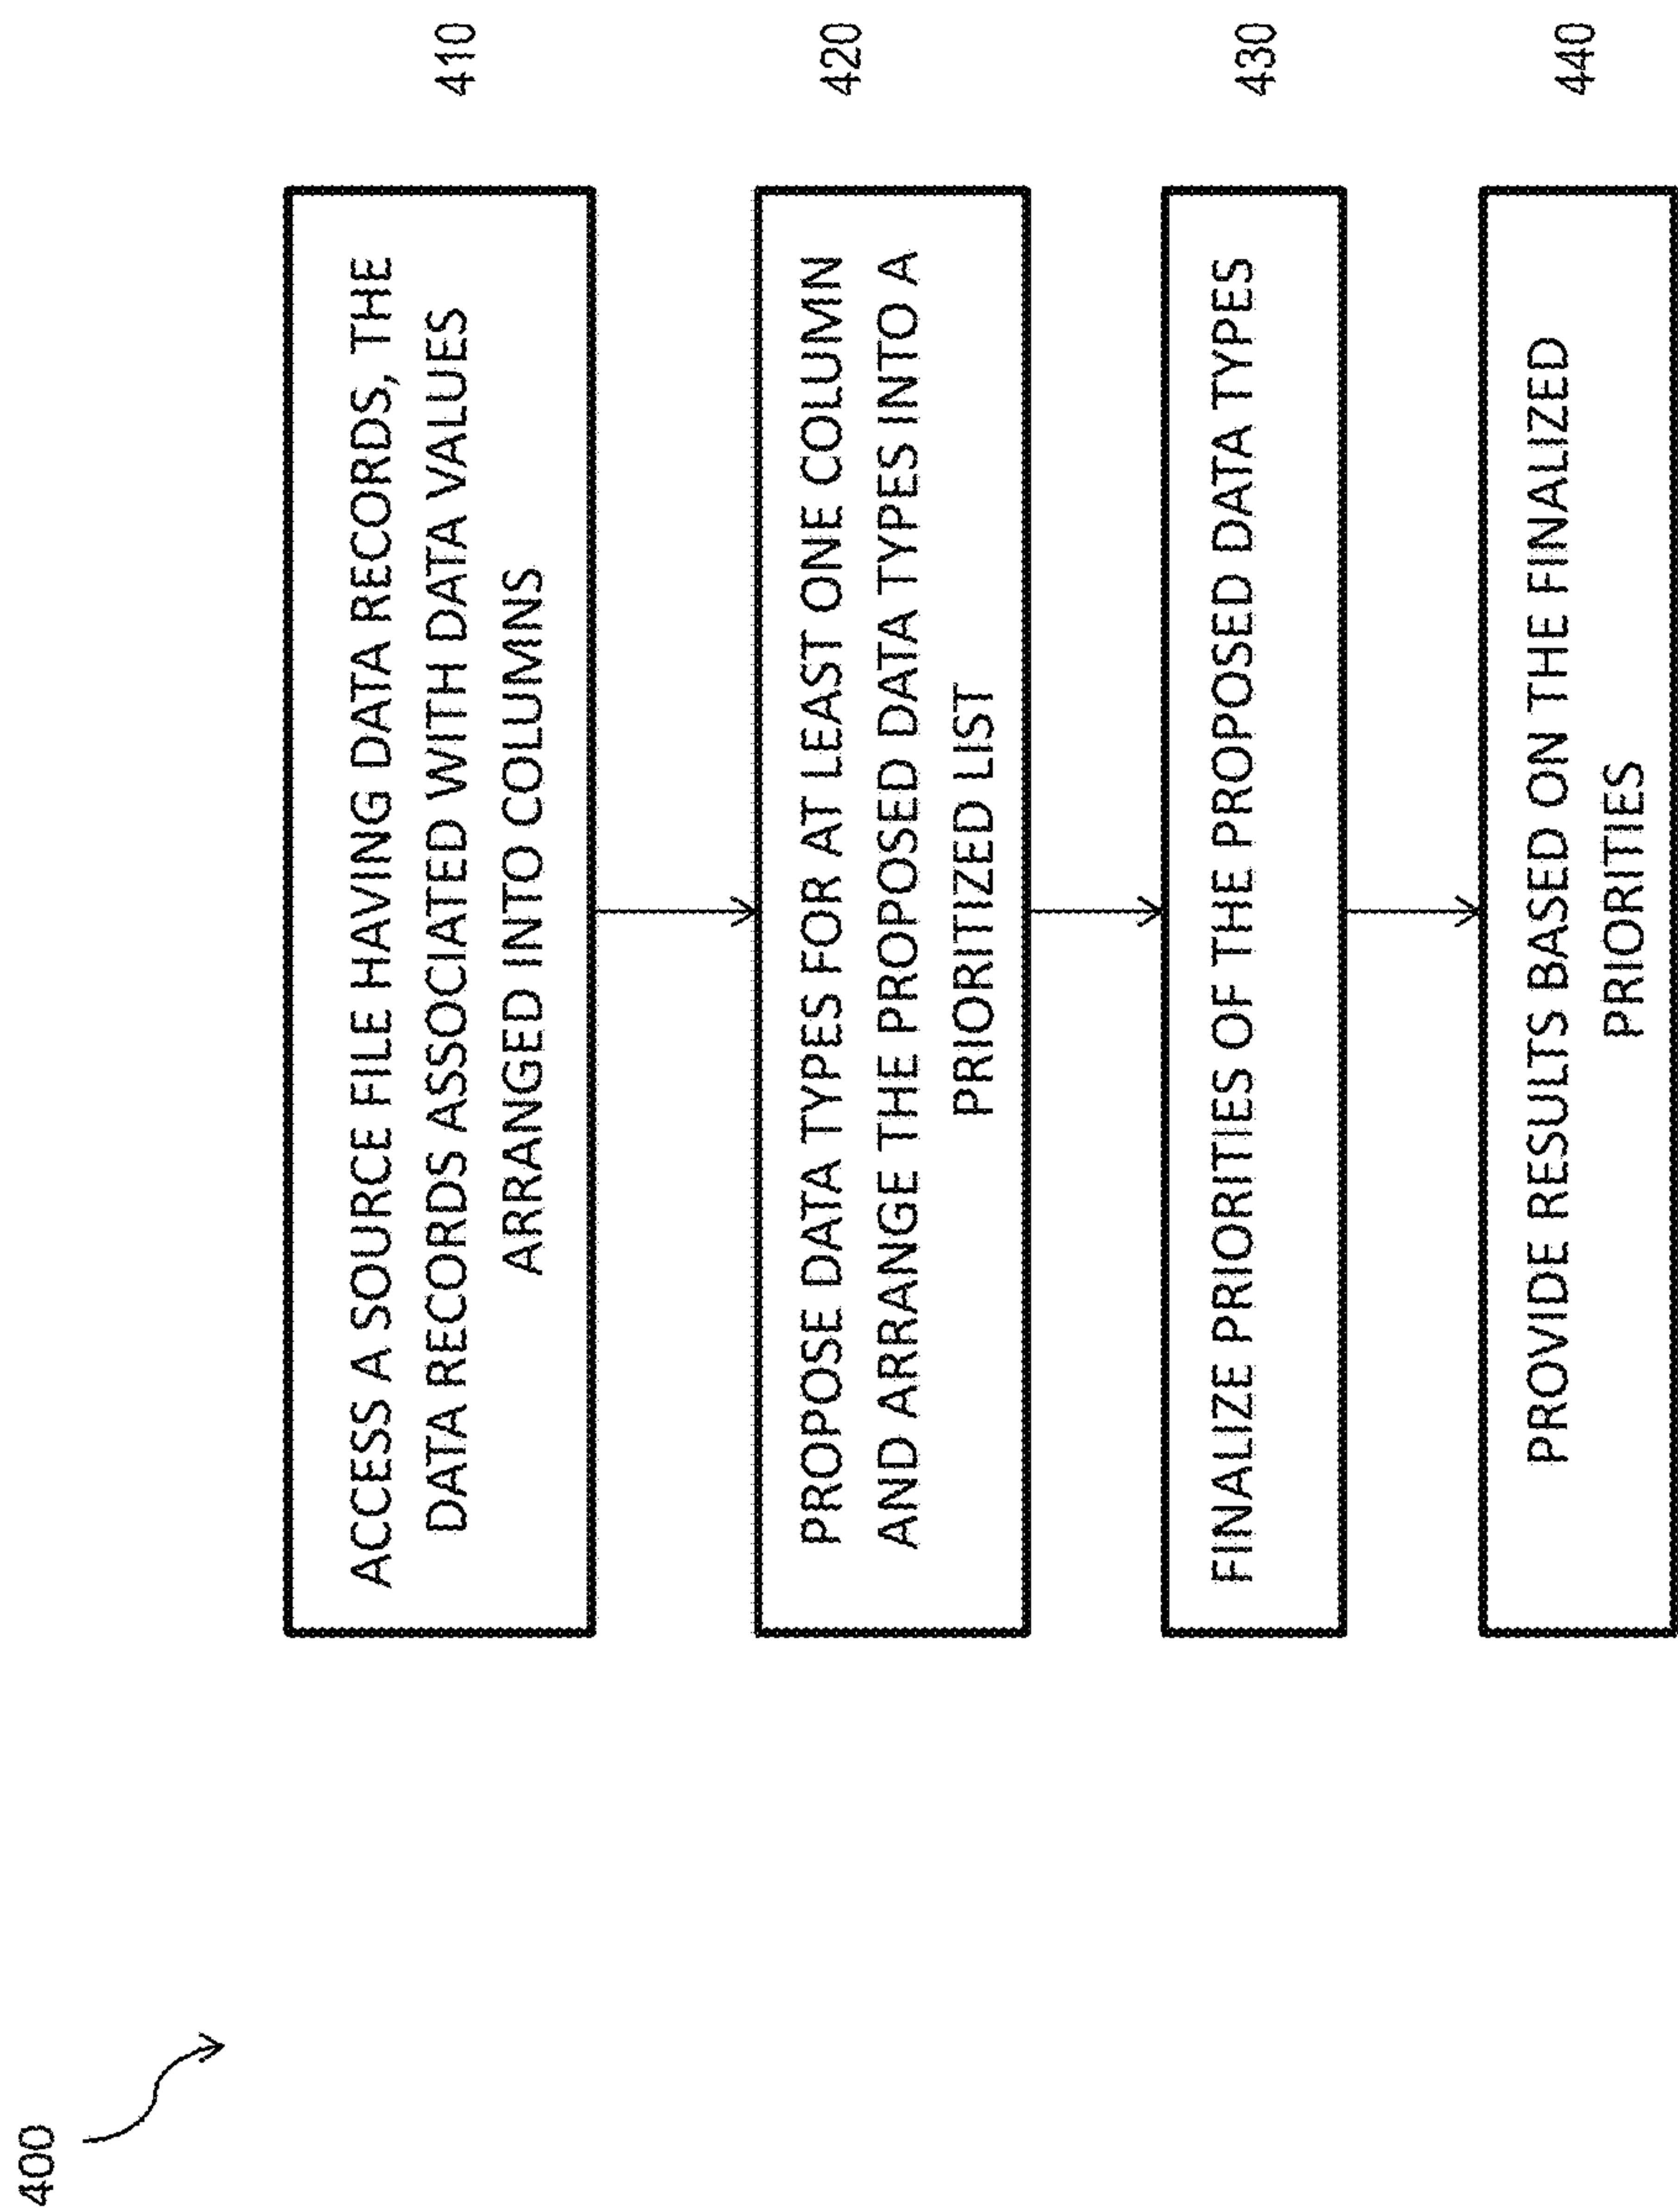 400
ACCESS A SOURCE FILE HAVING DATA RECORDS, THE
DATA RECORDS ASSOCIATED WITH DATA VALUES
ARRANGED INTO COLUMNS
410
PROPOSE DATA TYPES FOR AT LEAST ONE COLUMN
AND ARRANGE THE PROPOSED DATA TYPES INTO A
PRIORITIZED LIST
420
FINALIZE PRIORITIES OF THE PROPOSED DATA TYPES
430
PROVIDE RESULTS BASED ON THE FINALIZED
PRIORITIES
440